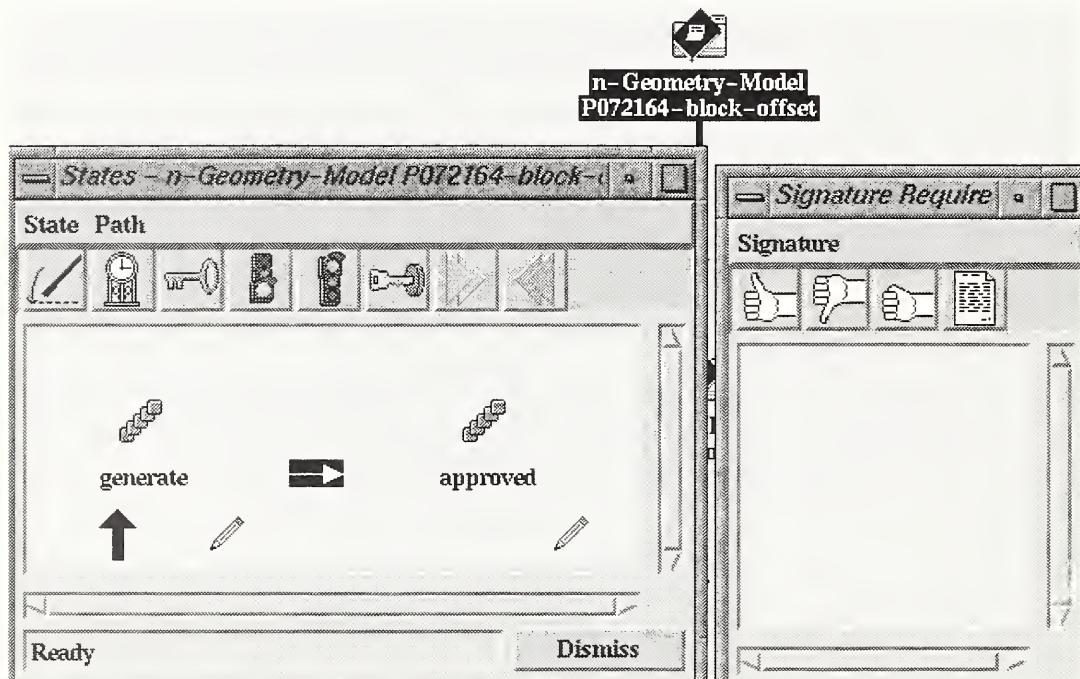 n-Geometry-Model
P072164-block-offset
States - n-Geometry-Model P072164-block-
State Path
generate
approved
Ready
Dismiss
Signature Require
Signature